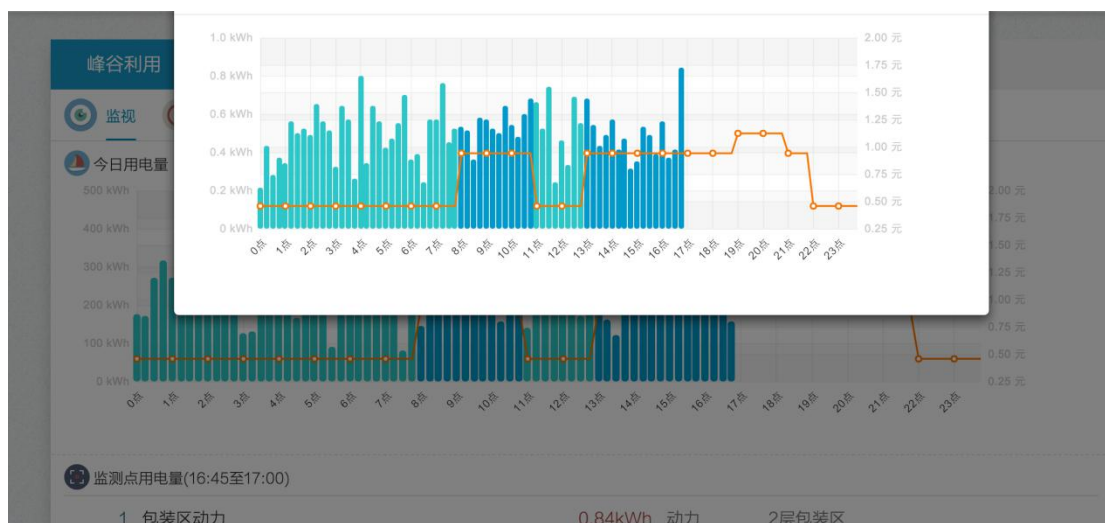 峰谷利用
监视
今日用电量
1.0 kWh
0.8 kWh
0.6 kWh
0.4 kWh
0.2 kWh
0 kWh
2.00 元
1.75 元
1.50 元
1.25 元
1.00 元
0.75 元
0.50 元
0.25 元
0点 1点 2点 3点 4点 5点 6点 7点 8点 9点 10点 11点 12点 13点 14点 15点 16点 17点 18点 19点 20点 21点 22点 23点
500 kWh
400 kWh
300 kWh
200 kWh
100 kWh
0 kWh
2.00 元
1.75 元
1.50 元
1.25 元
1.00 元
0.75 元
0.50 元
0.25 元
0点 1点 2点 3点 4点 5点 6点 7点 8点 9点 10点 11点 12点 13点 14点 15点 16点 17点 18点 19点 20点 21点 22点 23点
监测点用电量(16:45至17:00)
1 包装区动力 0.84kWh 动力 2层包装区